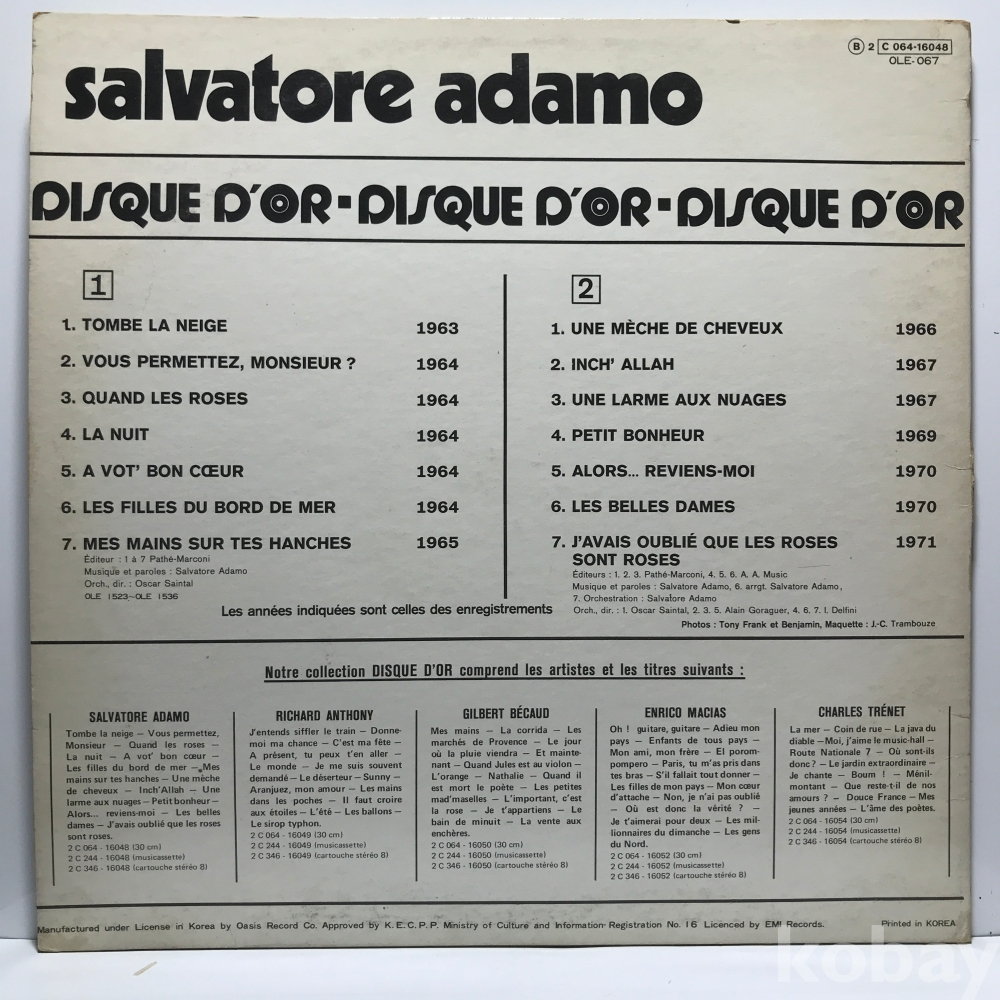 salvatore adamo
Ⓑ 2 C 064-16048
OLE-067
DISQUE D'OR - DISQUE D'OR - DISQUE D'OR
1
1. TOMBE LA NEIGE 1963
2. VOUS PERMETTEZ, MONSIEUR ? 1964
3. QUAND LES ROSES 1964
4. LA NUIT 1964
5. A VOT' BON CŒUR 1964
6. LES FILLES DU BORD DE MER 1964
7. MES MAINS SUR TES HANCHES 1965
Éditeur : 1 à 7 Pathé-Marconi
Musique et paroles : Salvatore Adamo
Orch., dir. : Oscar Saintal
OLE 1523~OLE 1536
2
1. UNE MÈCHE DE CHEVEUX 1966
2. INCH' ALLAH 1967
3. UNE LARME AUX NUAGES 1967
4. PETIT BONHEUR 1969
5. ALORS... REVIENS-MOI 1970
6. LES BELLES DAMES 1970
7. J'AVAIS OUBLIÉ QUE LES ROSES 1971
SONT ROSES
Éditeurs : 1. 2. 3. Pathé-Marconi, 4. 5. 6. A. A. Music
Musique et paroles : Salvatore Adamo, 6. arrgt. Salvatore Adamo,
7. Orchestration : Salvatore Adamo
Orch., dir. : 1. Oscar Saintal, 2. 3. 5. Alain Goraguer, 4. 6. 7. I. Delfini
Les années indiquées sont celles des enregistrements
Photos : Tony Frank et Benjamin, Maquette : J.-C. Trambouze
Notre collection DISQUE D'OR comprend les artistes et les titres suivants :
SALVATORE ADAMO
Tombe la neige – Vous permettez,
Monsieur – Quand les roses –
La nuit – A vot' bon cœur –
Les filles du bord de mer – Mes
mains sur tes hanches – Une mèche
de cheveux – Inch'Allah – Une
larme aux nuages – Petit bonheur –
Alors... reviens-moi – Les belles
dames – J'avais oublié que les roses
sont roses.
2 C 064 - 16048 (30 cm)
2 C 244 - 16048 (musicassette)
2 C 346 - 16048 (cartouche stéréo 8)
RICHARD ANTHONY
J'entends siffler le train – Donne-
moi ma chance – C'est ma fête –
A présent, tu peux t'en aller –
Le monde – Je me suis souvent
demandé – Le déserteur – Sunny –
Aranjuez, mon amour – Les mains
dans les poches – Il faut croire
aux étoiles – L'été – Les ballons –
Le sirop typhon.
2 C 064 - 16049 (30 cm)
2 C 244 - 16049 (musicassette)
2 C 346 - 16049 (cartouche stéréo 8)
GILBERT BÉCAUD
Mes mains – La corrida – Les
marchés de Provence – Le jour
où la pluie viendra – Et mainte-
nant – Quand Jules est au violon –
L'orange – Nathalie – Quand il
est mort le poète – Les petites
mad'maselles – L'important, c'est
la rose – Je t'appartiens – Le
bain de minuit – La vente aux
enchères.
2 C 064 - 16050 (30 cm)
2 C 244 - 16050 (musicassette)
2 C 346 - 16050 (cartouche stéréo 8)
ENRICO MACIAS
Oh ! guitare, guitare – Adieu mon
pays – Enfants de tous pays –
Mon ami, mon frère – El porom-
pompero – Paris, tu m'as pris dans
tes bras – S'il fallait tout donner –
Les filles de mon pays – Mon cœur
d'attache – Non, je n'ai pas oublié
– Où est donc la vérité ? –
Je t'aimerai pour deux – Les mil-
lionnaires du dimanche – Les gens
du Nord.
2 C 064 - 16052 (30 cm)
2 C 244 - 16052 (musicassette)
2 C 346 - 16052 (cartouche stéréo 8)
CHARLES TRÉNET
La mer – Coin de rue – La java du
diable – Moi, j'aime le music-hall –
Route Nationale 7 – Où sont-ils
donc ? – Le jardin extraordinaire –
Je chante – Boum ! – Ménil-
montant – Que reste-t-il de nos
amours ? – Douce France – Mes
jeunes années – L'âme des poètes.
2 C 064 - 16054 (30 cm)
2 C 244 - 16054 (musicassette)
2 C 346 - 16054 (cartouche stéréo 8)
Manufactured under License in Korea by Oasis Record Co. Approved by K. E. C. P. P. Ministry of Culture and Information Registration No. 16 Licenced by EMI Records. Printed in KOREA
kobay